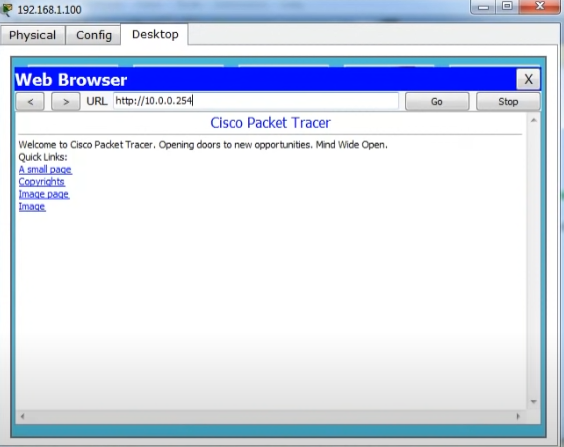 192.168.1.100
Physical Config Desktop
Web Browser X
< > URL http://10.0.0.254 Go Stop
Cisco Packet Tracer
Welcome to Cisco Packet Tracer. Opening doors to new opportunities. Mind Wide Open.
Quick Links:
A small page
Copyrights
Image page
Image